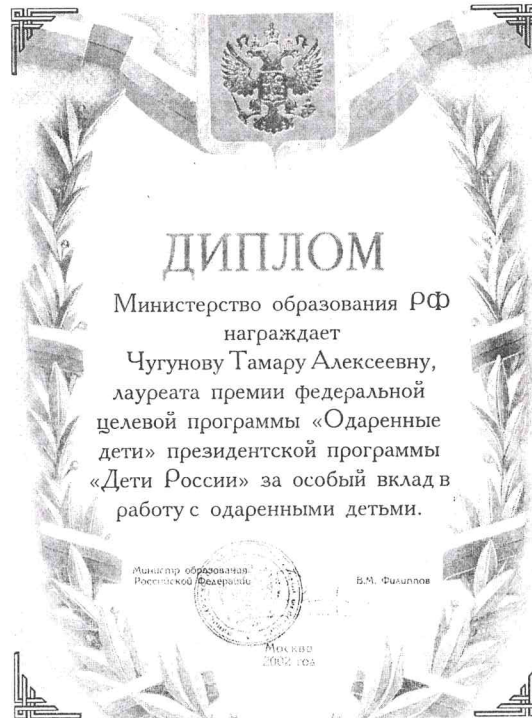 ДИПЛОМ
Министерство образования РФ
награждает
Чугунову Тамару Алексеевну,
лауреата премии федеральной
целевой программы «Одаренные
дети» президентской программы
«Дети России» за особый вклад в
работу с одаренными детьми.
Министр образования
Российской Федерации
В.М. Филиппов
Москва
2002 год